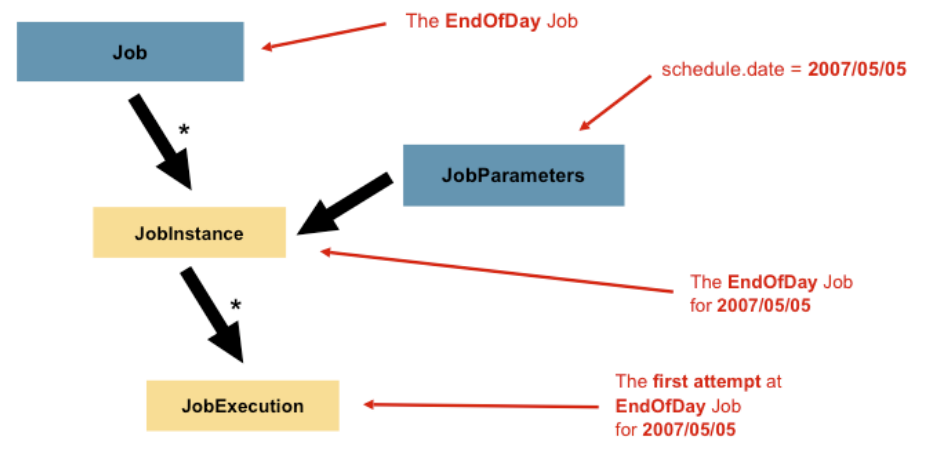 The EndOfDay Job
Job
schedule.date = 2007/05/05
*
JobParameters
JobInstance
The EndOfDay Job
for 2007/05/05
*
The first attempt at
EndOfDay Job
for 2007/05/05
JobExecution